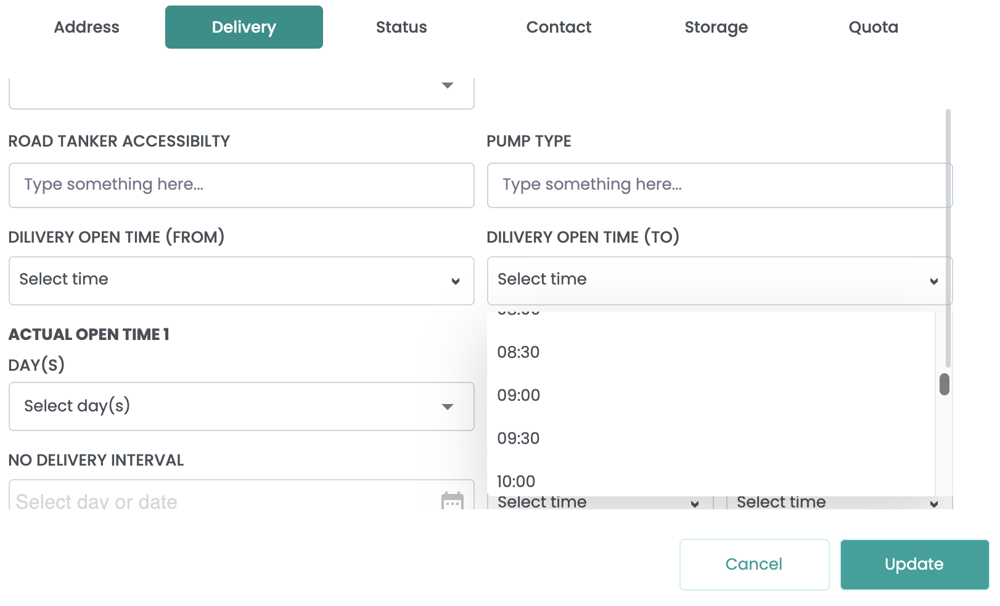 Address Delivery Status Contact Storage Quota
ROAD TANKER ACCESSIBILTY
PUMP TYPE
Type something here...
Type something here...
DILIVERY OPEN TIME (FROM)
DILIVERY OPEN TIME (TO)
Select time
Select time
ACTUAL OPEN TIME 1
DAY(S)
Select day(s)
08:30
09:00
09:30
10:00
NO DELIVERY INTERVAL
Select day or date
Select time
Select time
Cancel
Update